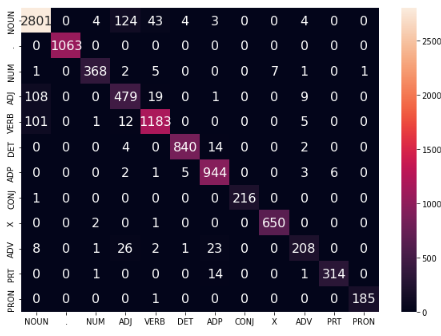 NOUN 2801 0 4 124 43 4 3 0 0 4 0 0
. 0 1063 0 0 0 0 0 0 0 0 0 0
NUM 1 0 368 2 5 0 0 0 7 1 0 1
ADJ 108 0 0 479 19 0 1 0 0 9 0 0
VERB 101 0 1 12 1183 0 0 0 0 5 0 0
DET 0 0 0 4 0 840 14 0 0 2 0 0
ADP 0 0 0 2 1 5 944 0 0 3 6 0
CONJ 1 0 0 0 0 0 0 216 0 0 0 0
X 0 0 2 0 1 0 0 0 650 0 0 0
ADV 8 0 1 26 2 1 23 0 0 208 0 0
PRT 0 0 1 0 0 0 14 0 0 1 314 0
PRON 0 0 0 0 1 0 0 0 0 0 0 185
NOUN . NUM ADJ VERB DET ADP CONJ X ADV PRT PRON
2500
2000
1500
1000
500
0